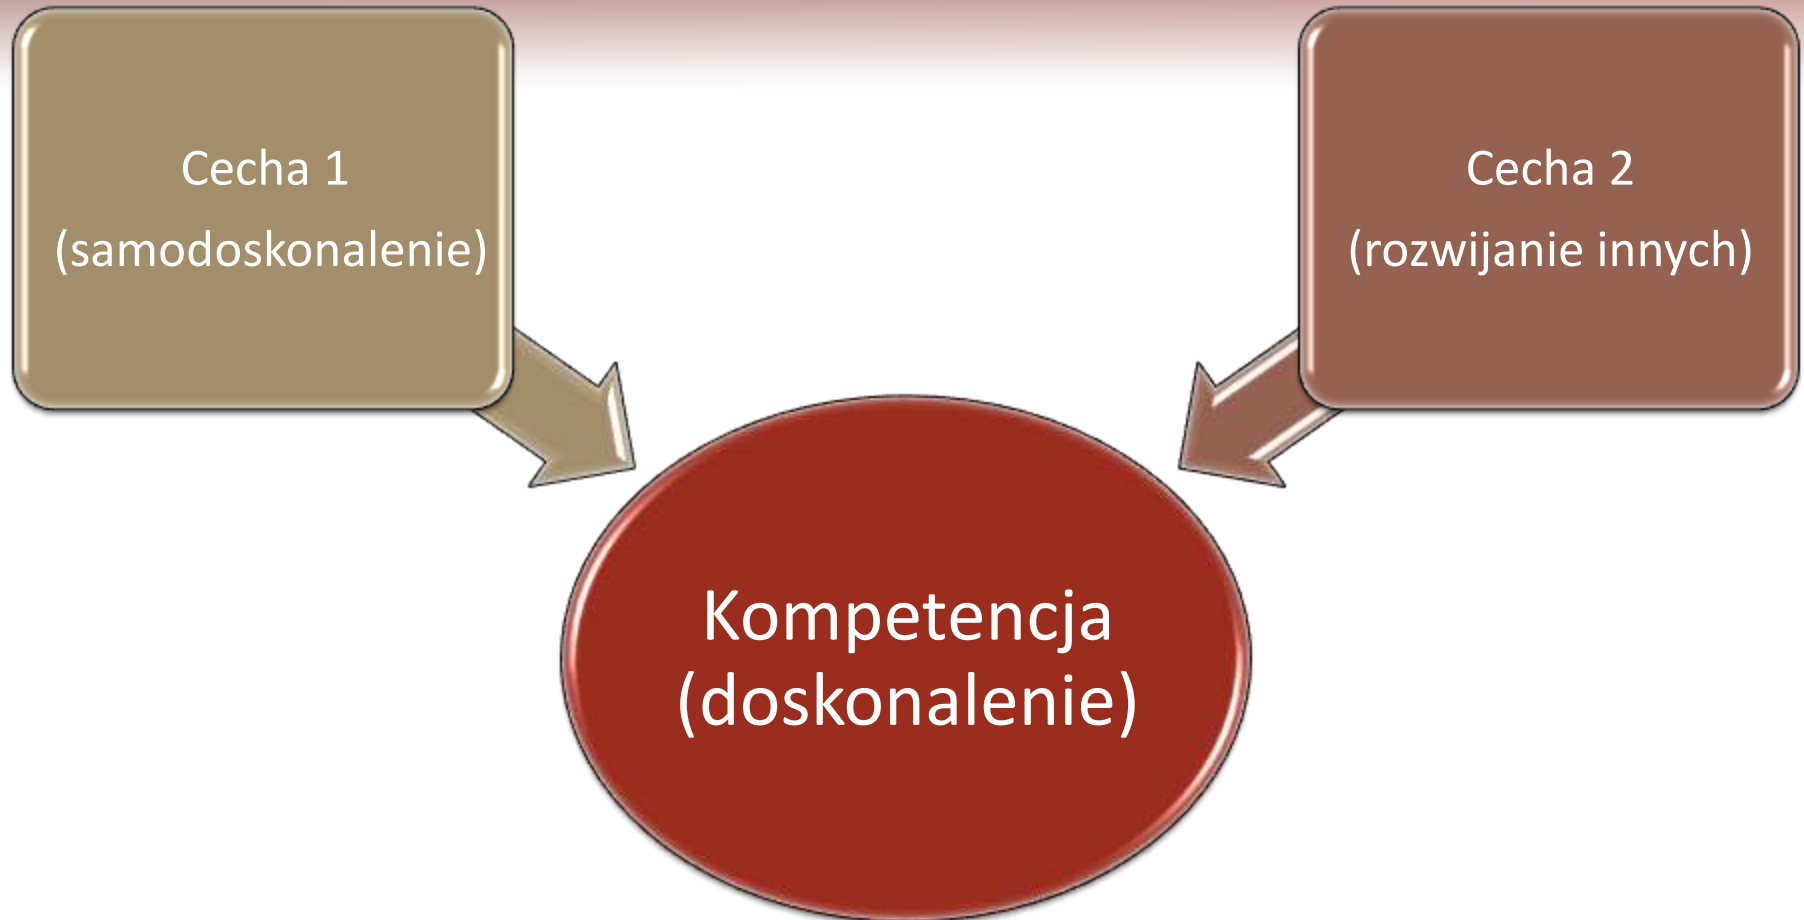 Cecha 1
(samodoskonalenie)
Cecha 2
(rozwijanie innych)
Kompetencja
(doskonalenie)